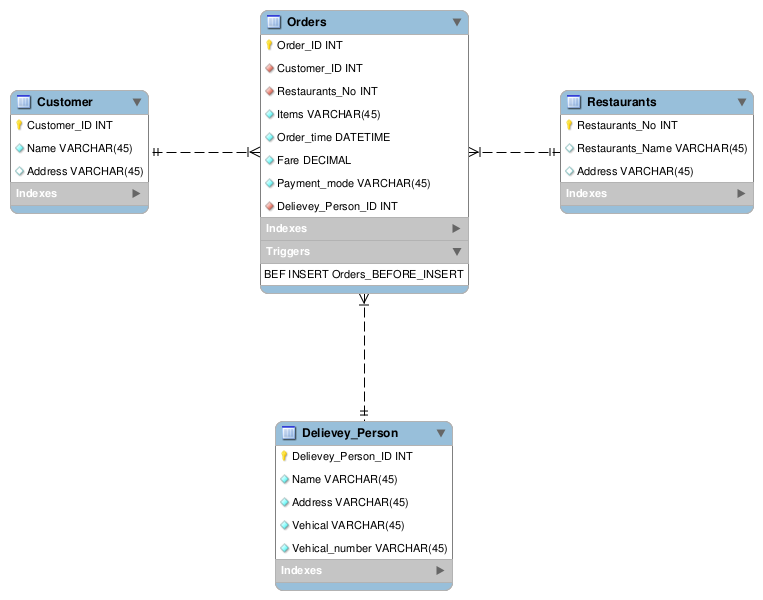 Orders
Order_ID INT
Customer_ID INT
Restaurants_No INT
Items VARCHAR(45)
Order_time DATETIME
Fare DECIMAL
Payment_mode VARCHAR(45)
Delievey_Person_ID INT
Indexes
Triggers
BEF INSERT Orders_BEFORE_INSERT
Customer
Customer_ID INT
Name VARCHAR(45)
Address VARCHAR(45)
Indexes
Restaurants
Restaurants_No INT
Restaurants_Name VARCHAR(45)
Address VARCHAR(45)
Indexes
Delievey_Person
Delievey_Person_ID INT
Name VARCHAR(45)
Address VARCHAR(45)
Vehical VARCHAR(45)
Vehical_number VARCHAR(45)
Indexes